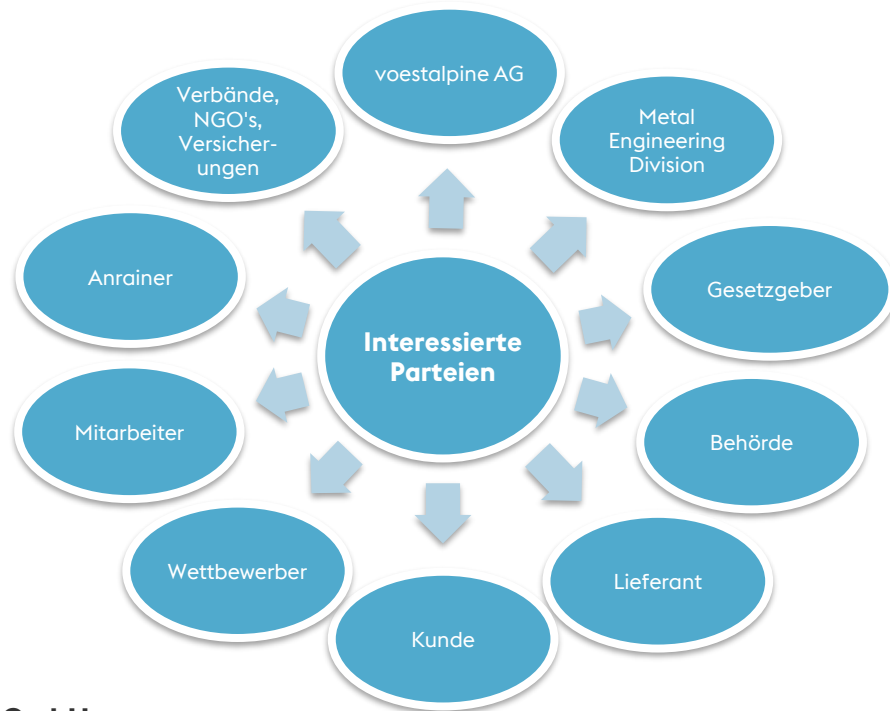 voestalpine AG
Metal
Engineering
Division
Gesetzgeber
Behörde
Lieferant
Kunde
Wettbewerber
Mitarbeiter
Anrainer
Verbände,
NGO's,
Versicher-
ungen
Interessierte
Parteien